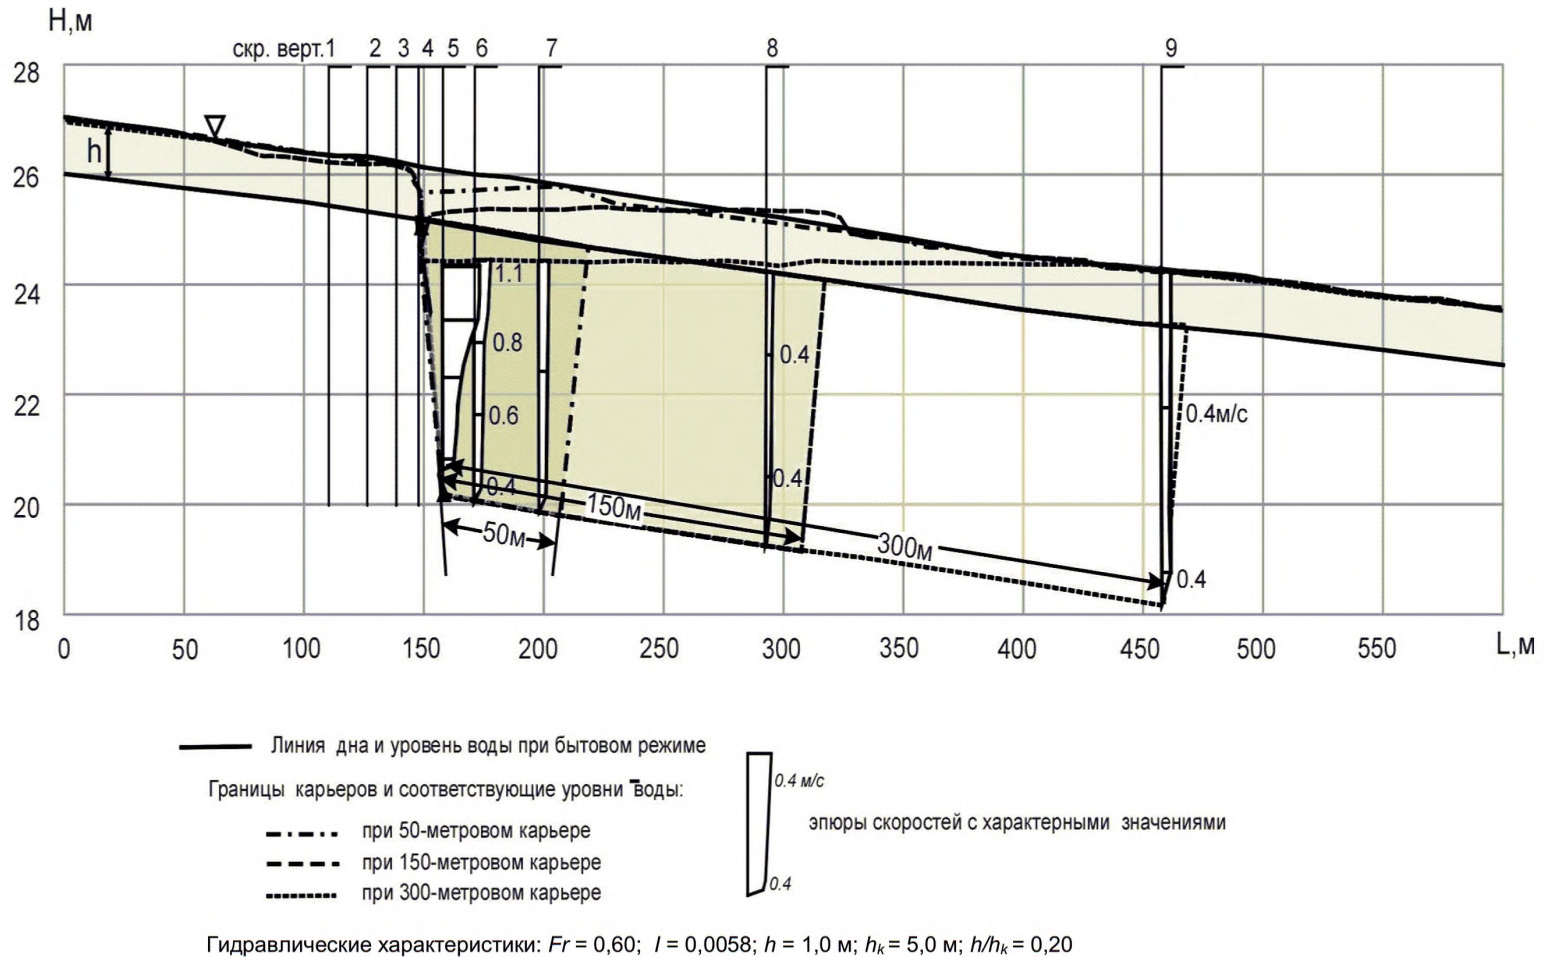 H,м
скр. верт.1 2 3 4 5 6 7 8 9
28
26
24
22
20
18
h
1.1
0.8
0.4
0.6
0.4м/с
0.4
0.4
150м
50м
300м
0.4
0 50 100 150 200 250 300 350 400 450 500 550 L,м
Линия дна и уровень воды при бытовом режиме
Границы карьеров и соответствующие уровни воды:
при 50-метровом карьере
при 150-метровом карьере
при 300-метровом карьере
0.4 м/с
эпюры скоростей с характерными значениями
0.4
Гидравлические характеристики: Fr = 0,60; I = 0,0058; h = 1,0 м; hₖ = 5,0 м; h/hₖ = 0,20